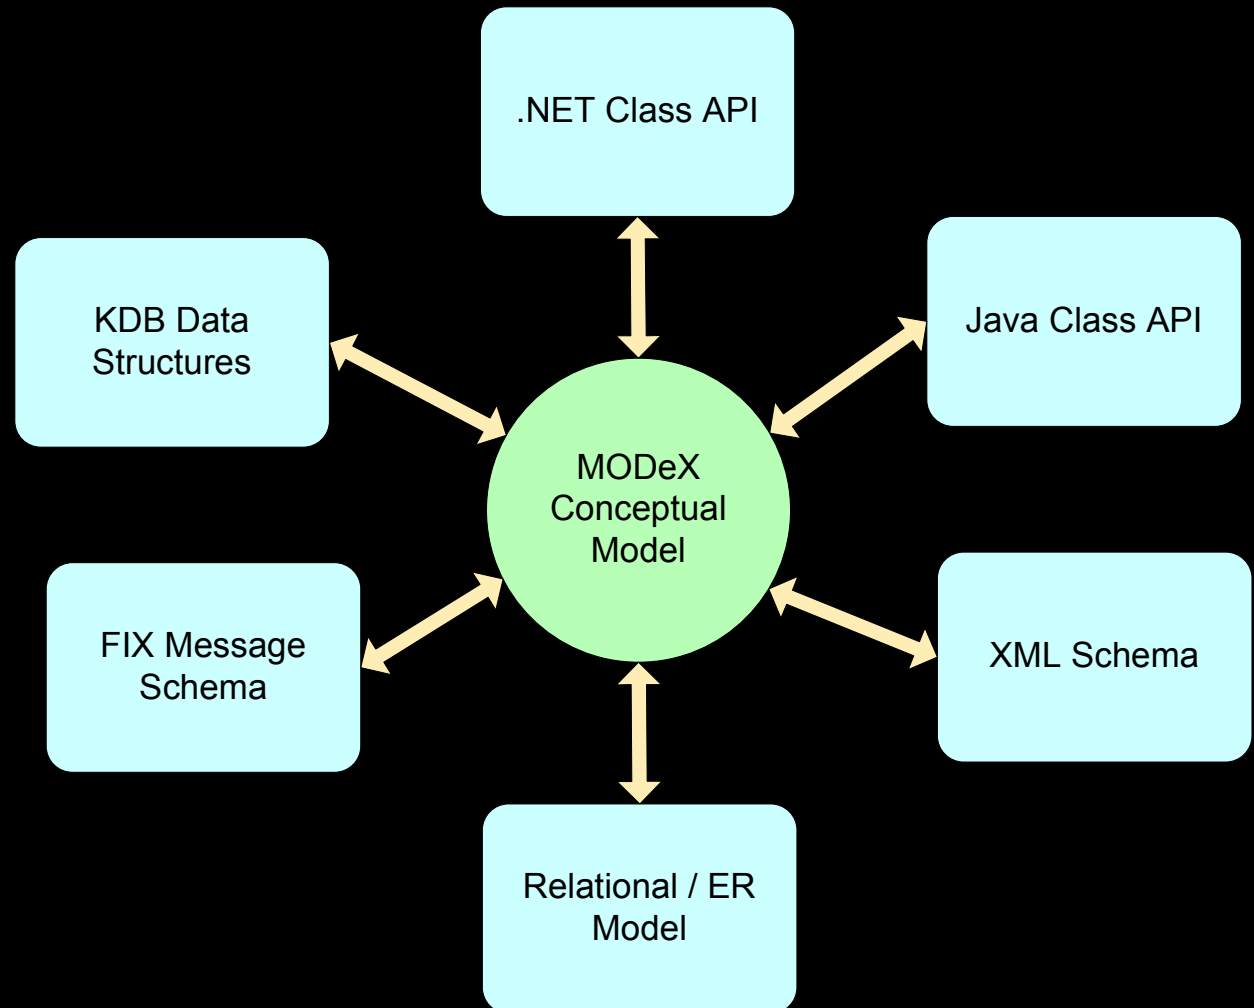 .NET Class API
Java Class API
KDB Data
Structures
MODeX
Conceptual
Model
FIX Message
Schema
XML Schema
Relational / ER
Model